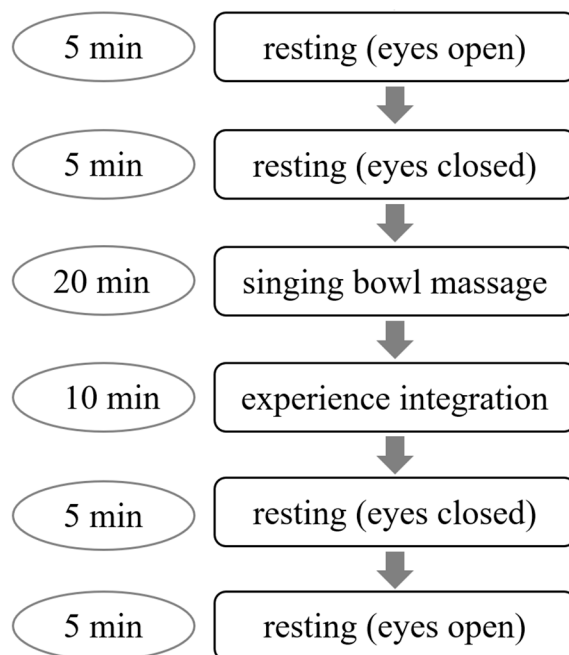 5 min resting (eyes open)
5 min resting (eyes closed)
20 min singing bowl massage
10 min experience integration
5 min resting (eyes closed)
5 min resting (eyes open)